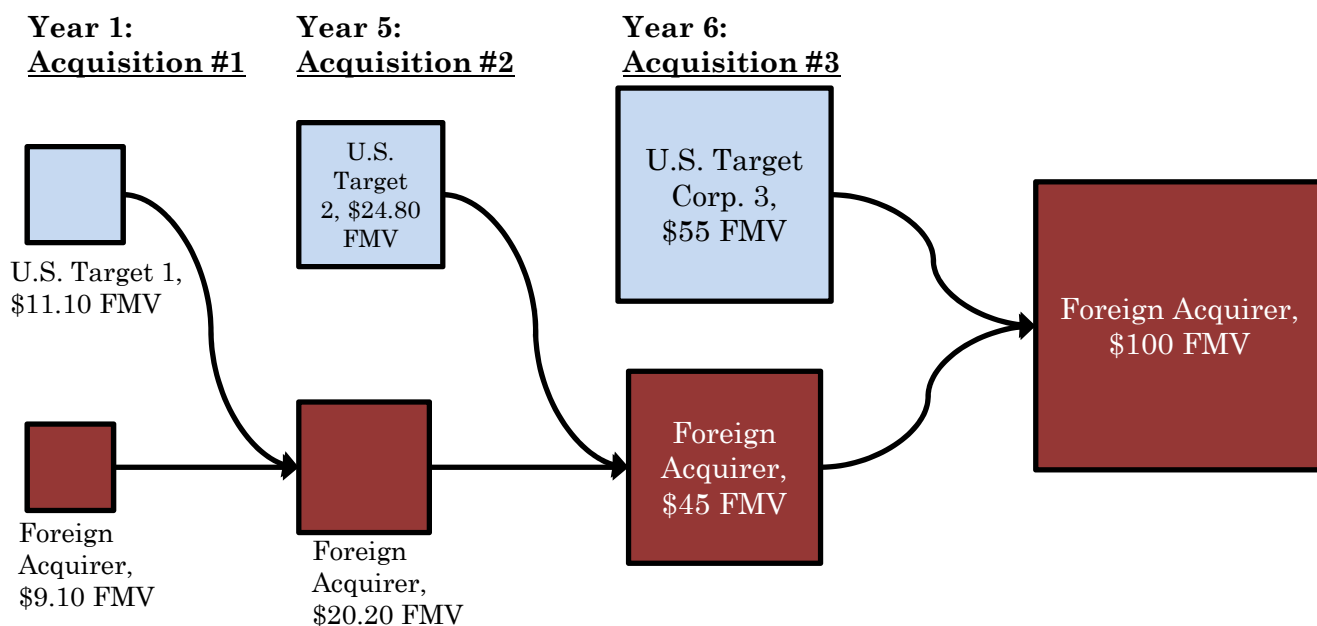 Year 1:
Acquisition #1
Year 5:
Acquisition #2
Year 6:
Acquisition #3
U.S. Target 1,
$11.10 FMV
U.S.
Target
2, $24.80
FMV
U.S. Target
Corp. 3,
$55 FMV
Foreign Acquirer,
$100 FMV
Foreign
Acquirer,
$9.10 FMV
Foreign
Acquirer,
$20.20 FMV
Foreign
Acquirer,
$45 FMV